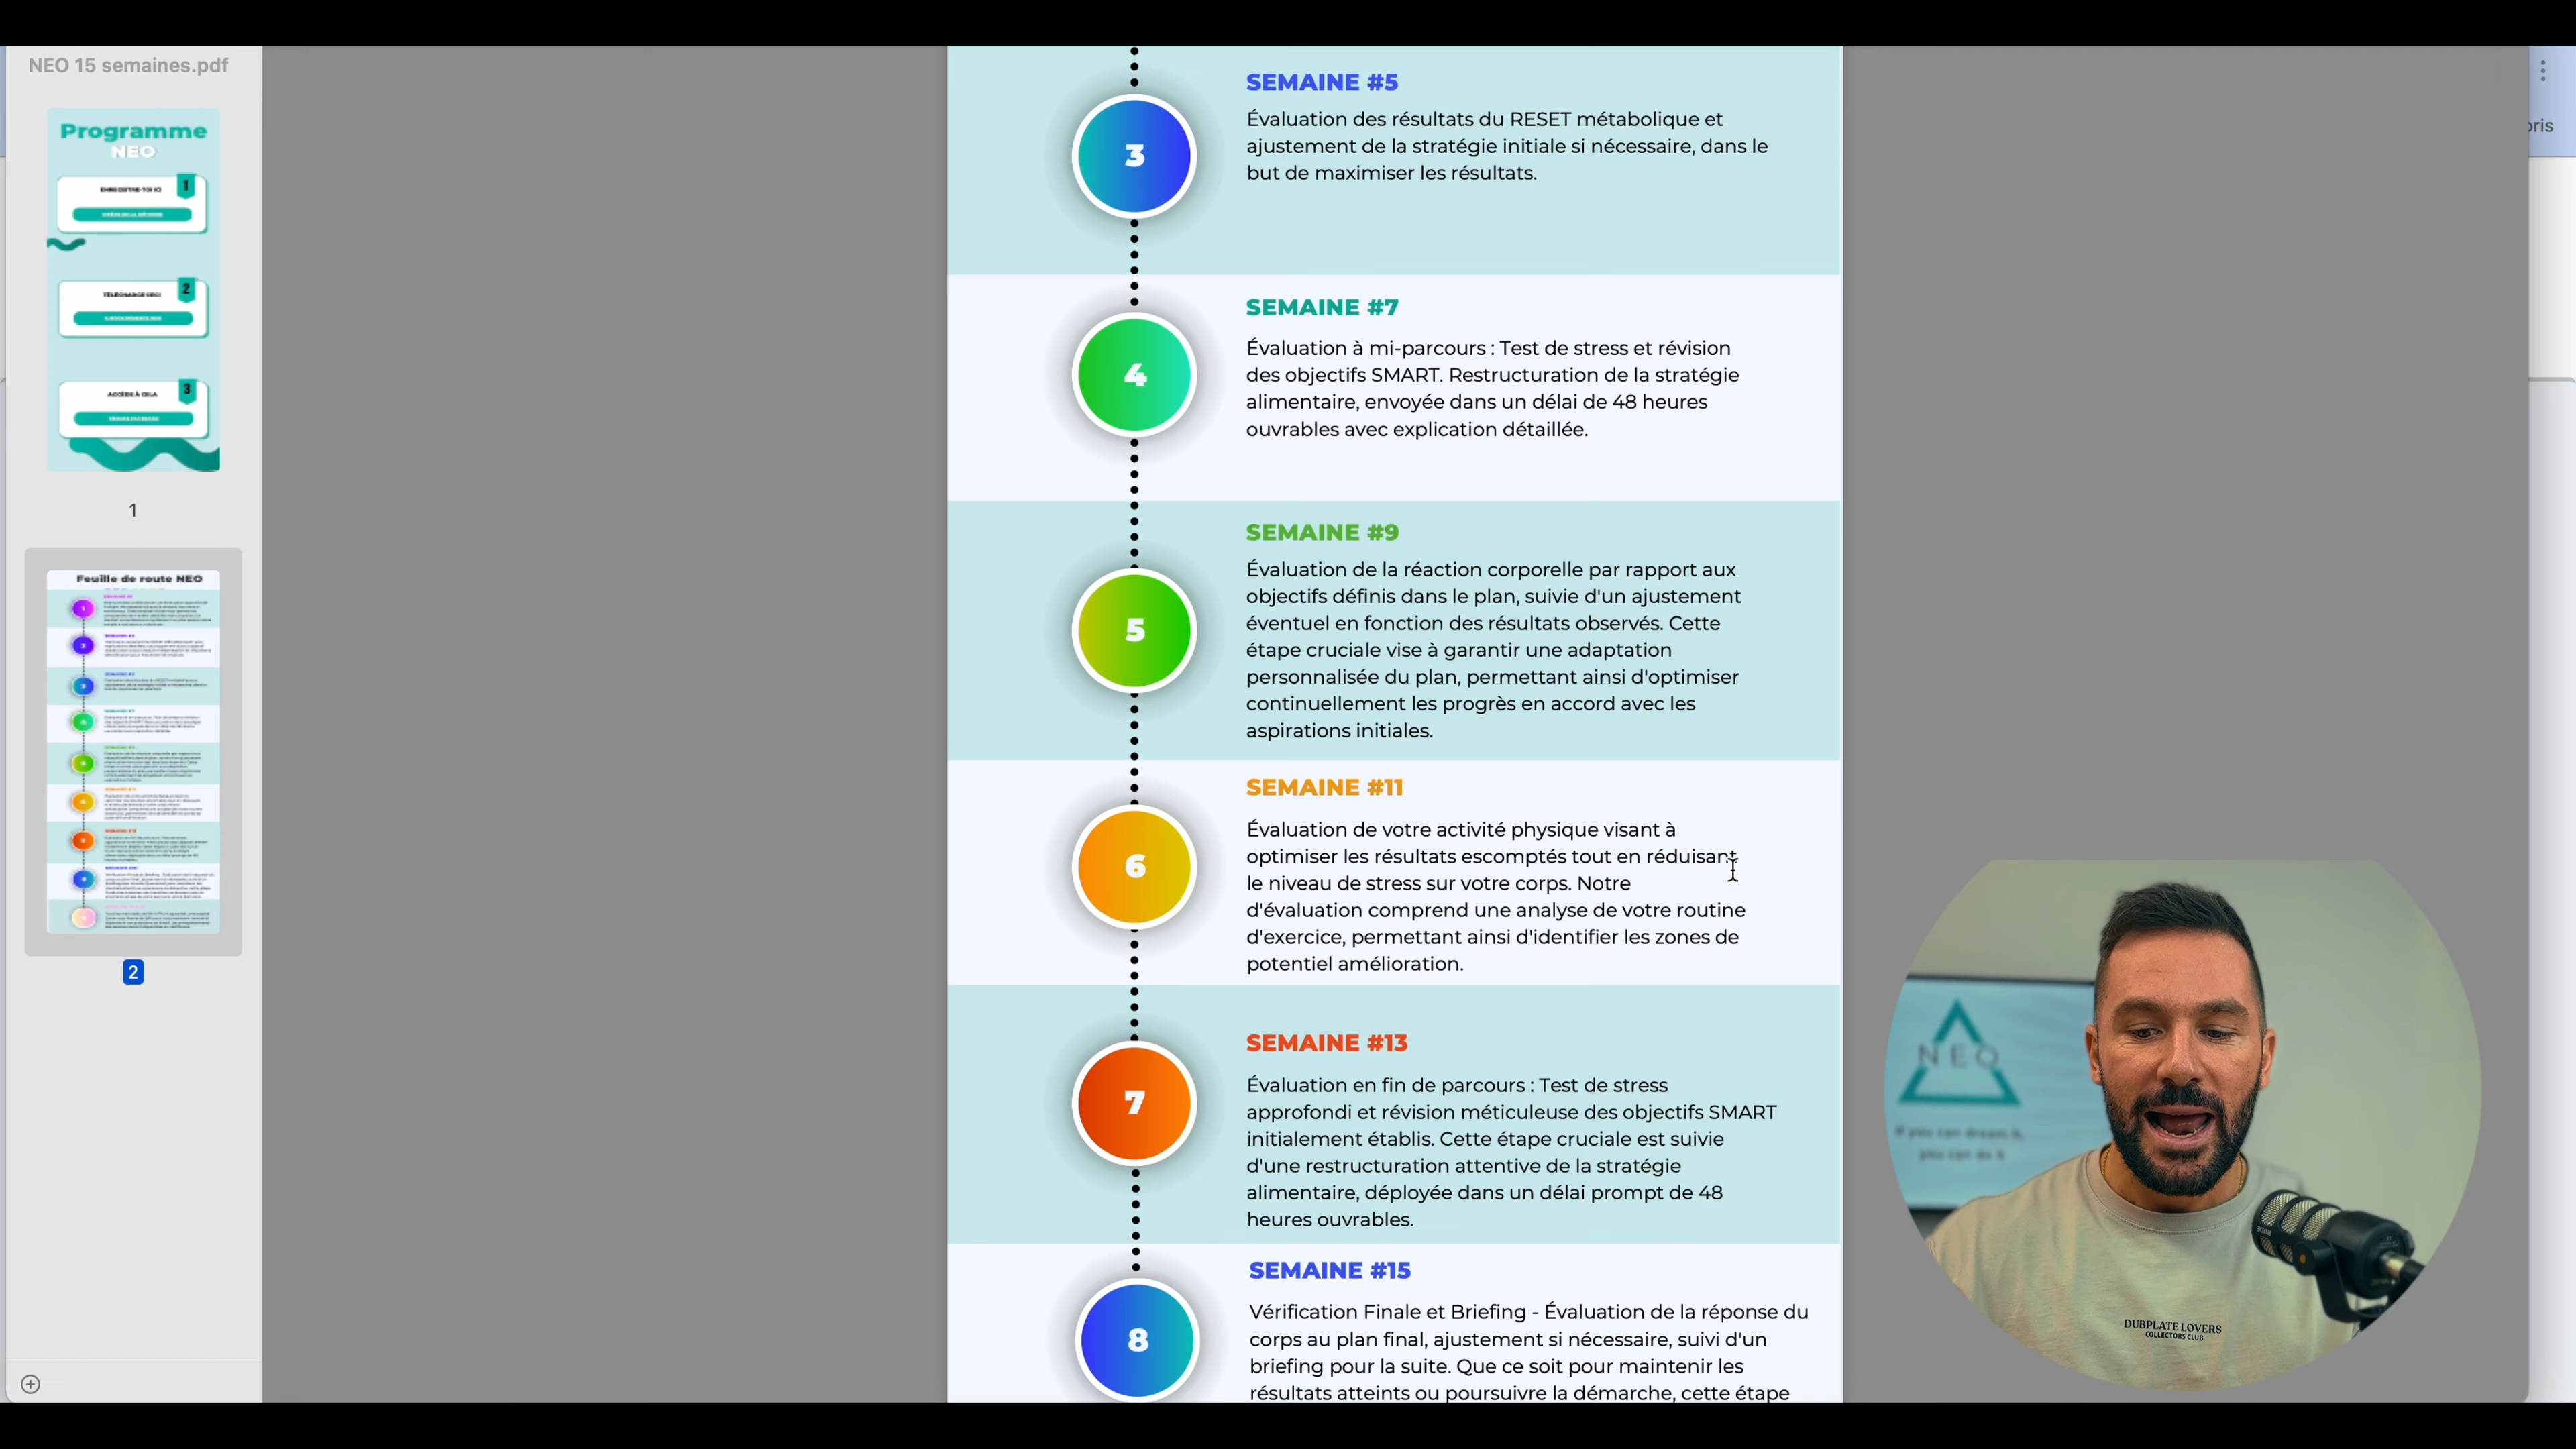 NEO 15 semaines.pdf
Programme
NEO
1
2
3
1
Feuille de route NEO
2
SEMAINE #5
3
Évaluation des résultats du RESET métabolique et
ajustement de la stratégie initiale si nécessaire, dans le
but de maximiser les résultats.
SEMAINE #7
4
Évaluation à mi-parcours : Test de stress et révision
des objectifs SMART. Restructuration de la stratégie
alimentaire, envoyée dans un délai de 48 heures
ouvrables avec explication détaillée.
SEMAINE #9
5
Évaluation de la réaction corporelle par rapport aux
objectifs définis dans le plan, suivie d'un ajustement
éventuel en fonction des résultats observés. Cette
étape cruciale vise à garantir une adaptation
personnalisée du plan, permettant ainsi d'optimiser
continuellement les progrès en accord avec les
aspirations initiales.
SEMAINE #11
6
Évaluation de votre activité physique visant à
optimiser les résultats escomptés tout en réduisant
le niveau de stress sur votre corps. Notre
d'évaluation comprend une analyse de votre routine
d'exercice, permettant ainsi d'identifier les zones de
potentiel amélioration.
SEMAINE #13
7
Évaluation en fin de parcours : Test de stress
approfondi et révision méticuleuse des objectifs SMART
initialement établis. Cette étape cruciale est suivie
d'une restructuration attentive de la stratégie
alimentaire, déployée dans un délai prompt de 48
heures ouvrables.
SEMAINE #15
8
Vérification Finale et Briefing - Évaluation de la réponse du
corps au plan final, ajustement si nécessaire, suivi d'un
briefing pour la suite. Que ce soit pour maintenir les
résultats atteints ou poursuivre la démarche, cette étape
NEO
If you can dream it,
you can do it
DUBPLATE LOVERS
COLLECTORS CLUB